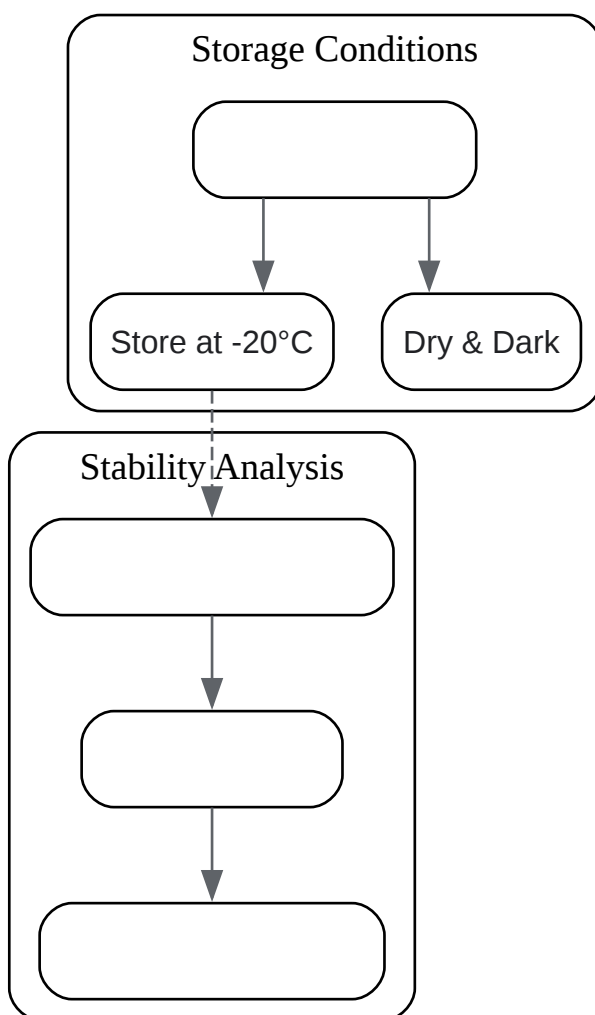 Storage Conditions
Store at -20°C
Dry & Dark
Stability Analysis